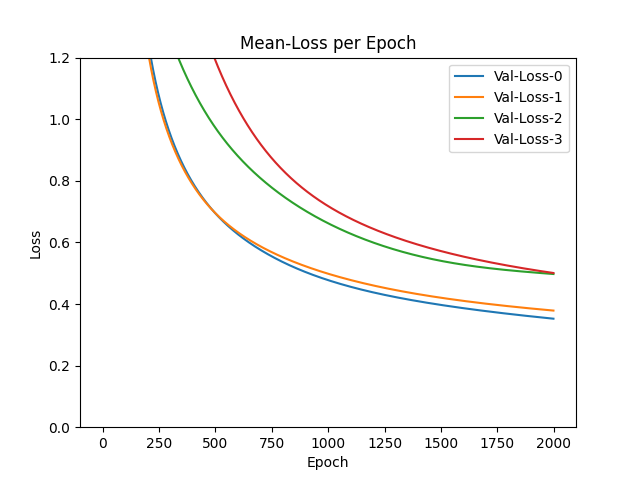 Mean-Loss per Epoch
Val-Loss-0
Val-Loss-1
Val-Loss-2
Val-Loss-3
Loss
1.2
1.0
0.8
0.6
0.4
0.2
0.0
0 250 500 750 1000 1250 1500 1750 2000
Epoch